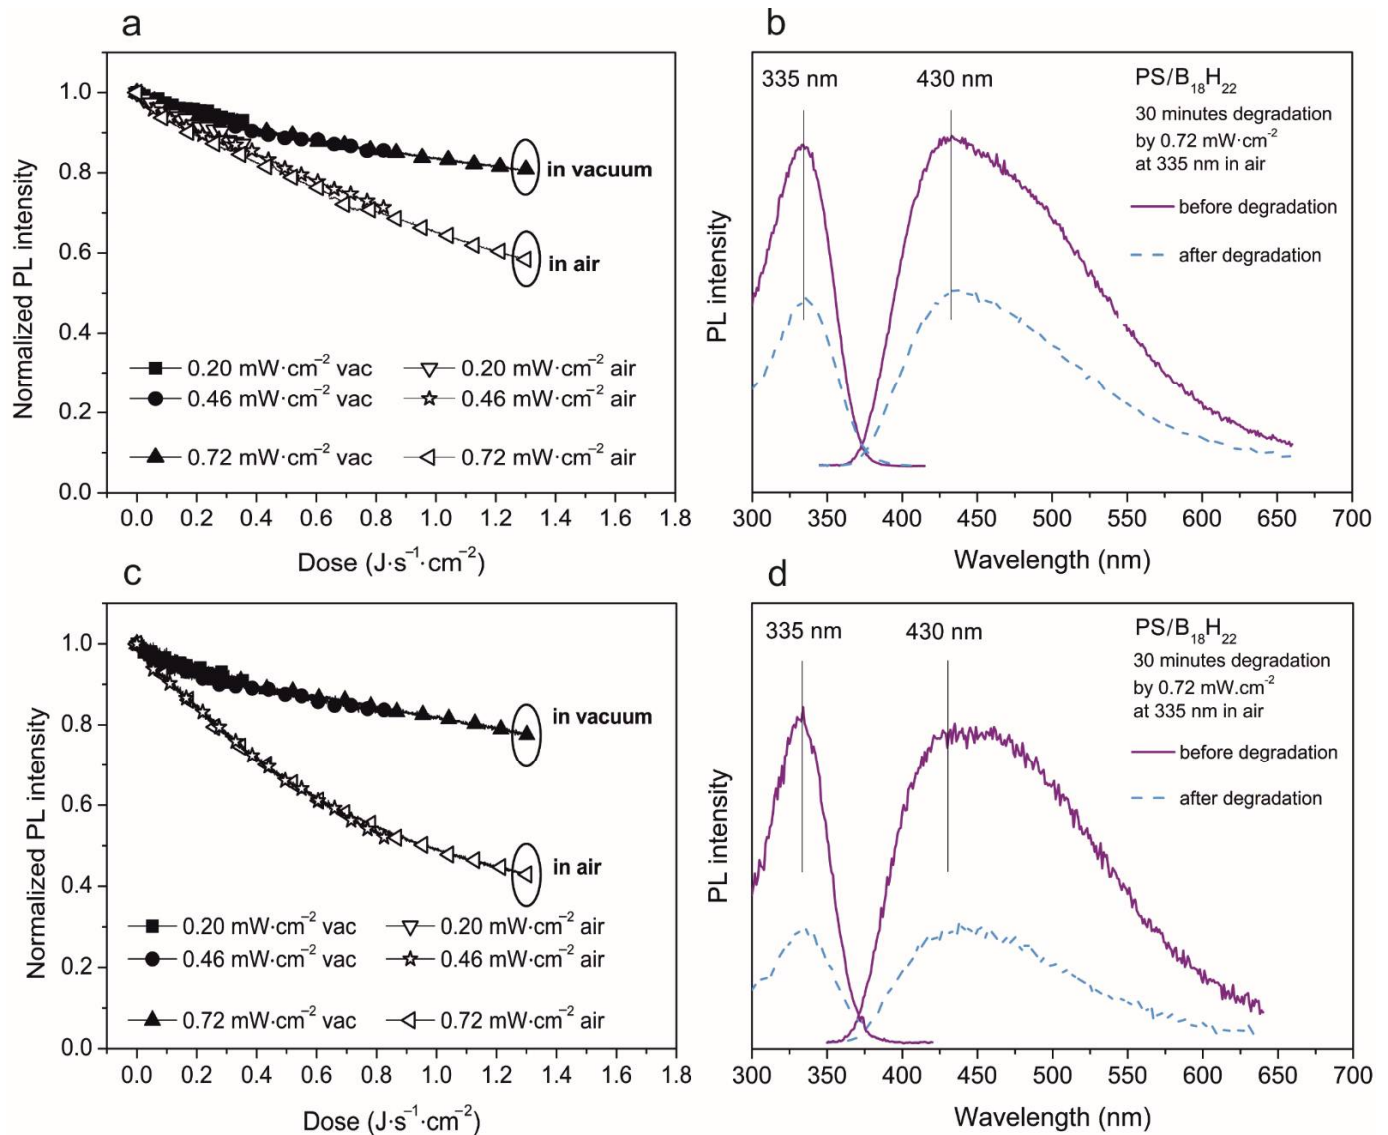 a
Normalized PL intensity
1.0
0.8
0.6
0.4
0.2
0.0
in vacuum
in air
0.20 mW·cm⁻² vac
0.46 mW·cm⁻² vac
0.72 mW·cm⁻² vac
0.20 mW·cm⁻² air
0.46 mW·cm⁻² air
0.72 mW·cm⁻² air
0.0 0.2 0.4 0.6 0.8 1.0 1.2 1.4 1.6 1.8
Dose (J·s⁻¹·cm⁻²)
b
PL intensity
335 nm
430 nm
PS/B₁₈H₂₂
30 minutes degradation
by 0.72 mW·cm⁻²
at 335 nm in air
before degradation
after degradation
300 350 400 450 500 550 600 650 700
Wavelength (nm)
c
Normalized PL intensity
1.0
0.8
0.6
0.4
0.2
0.0
in vacuum
in air
0.20 mW·cm⁻² vac
0.46 mW·cm⁻² vac
0.72 mW·cm⁻² vac
0.20 mW·cm⁻² air
0.46 mW·cm⁻² air
0.72 mW·cm⁻² air
0.0 0.2 0.4 0.6 0.8 1.0 1.2 1.4 1.6 1.8
Dose (J·s⁻¹·cm⁻²)
d
PL intensity
335 nm
430 nm
PS/B₁₈H₂₂
30 minutes degradation
by 0.72 mW.cm⁻²
at 335 nm in air
before degradation
after degradation
300 350 400 450 500 550 600 650 700
Wavelength (nm)